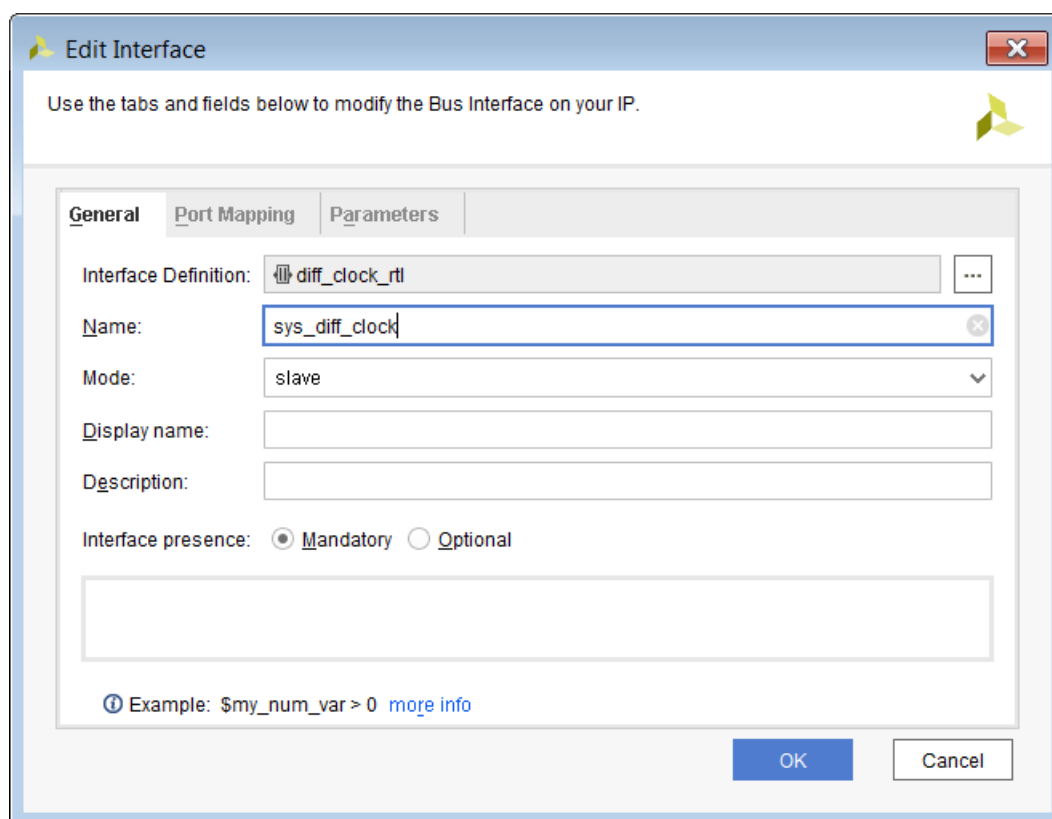 Edit Interface
Use the tabs and fields below to modify the Bus Interface on your IP.
General Port Mapping Parameters
Interface Definition: diff_clock_rtl ...
Name: sys_diff_clock
Mode: slave
Display name:
Description:
Interface presence: Mandatory Optional
Example: $my_num_var > 0 more info
OK Cancel